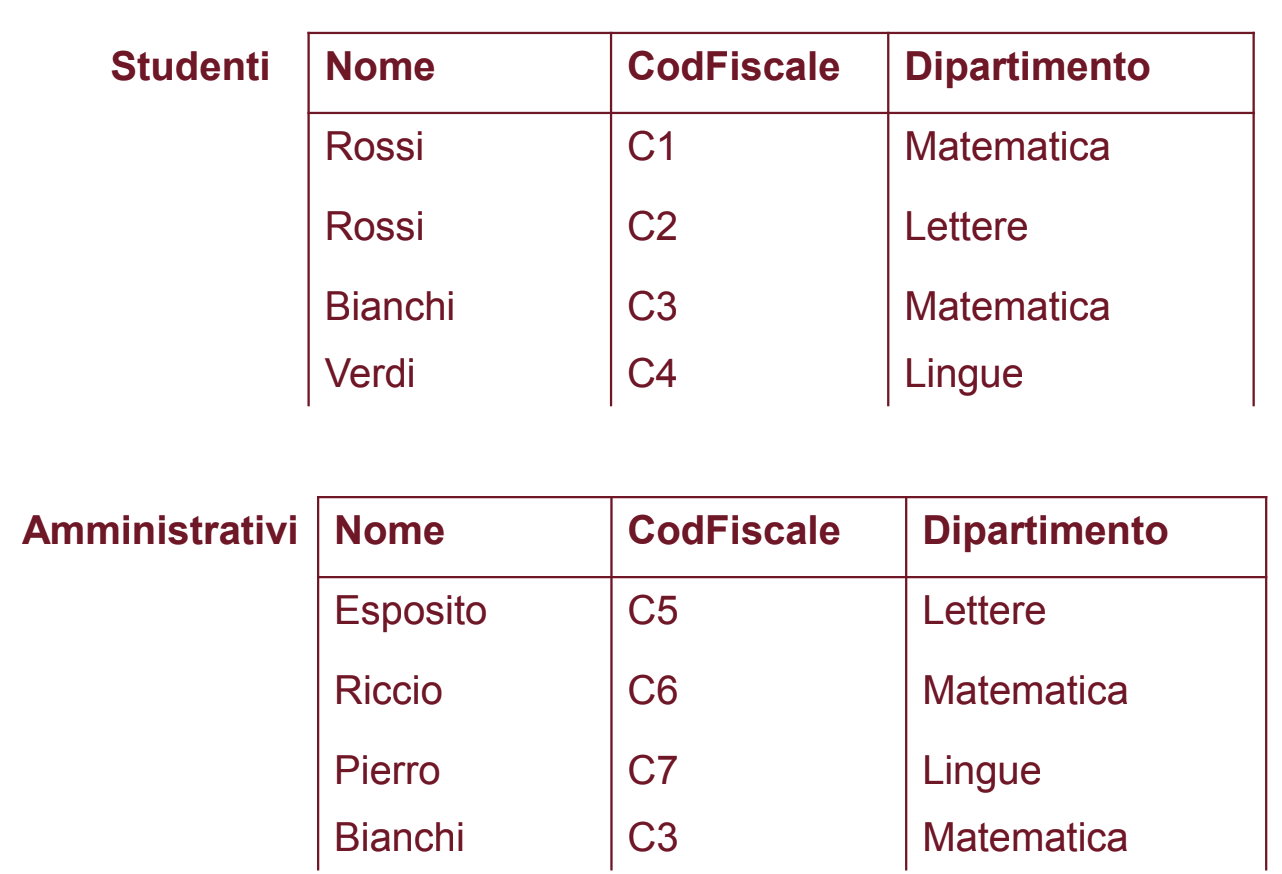 Studenti Nome CodFiscale Dipartimento
Rossi C1 Matematica
Rossi C2 Lettere
Bianchi C3 Matematica
Verdi C4 Lingue
Amministrativi Nome CodFiscale Dipartimento
Esposito C5 Lettere
Riccio C6 Matematica
Pierro C7 Lingue
Bianchi C3 Matematica